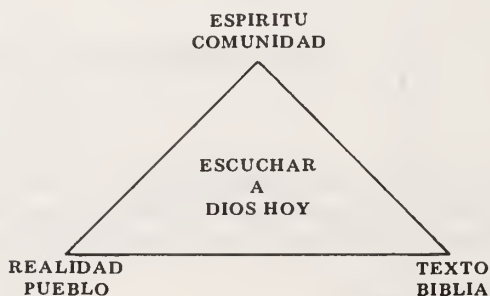 ESPIRITU
COMUNIDAD
ESCUCHAR
A
DIOS HOY
REALIDAD
PUEBLO
TEXTO
BIBLIA